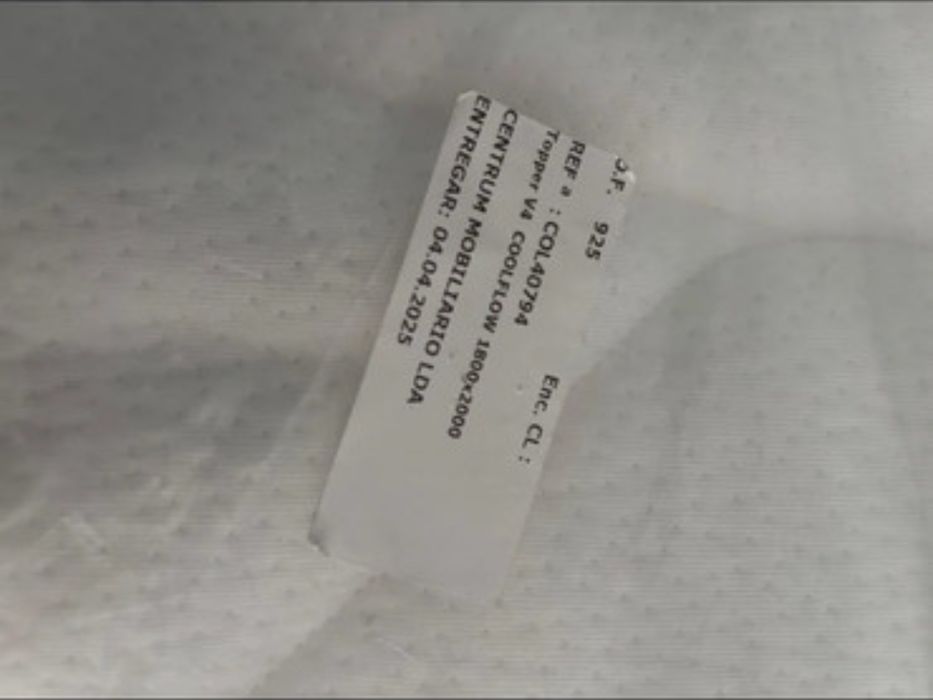 O.F. 925
REF a : COL40794 Enc. CL :
Topper V4 COOLFLOW 1800x2000
CENTRUM MOBILIARIO LDA
ENTREGAR: 04.04.2025